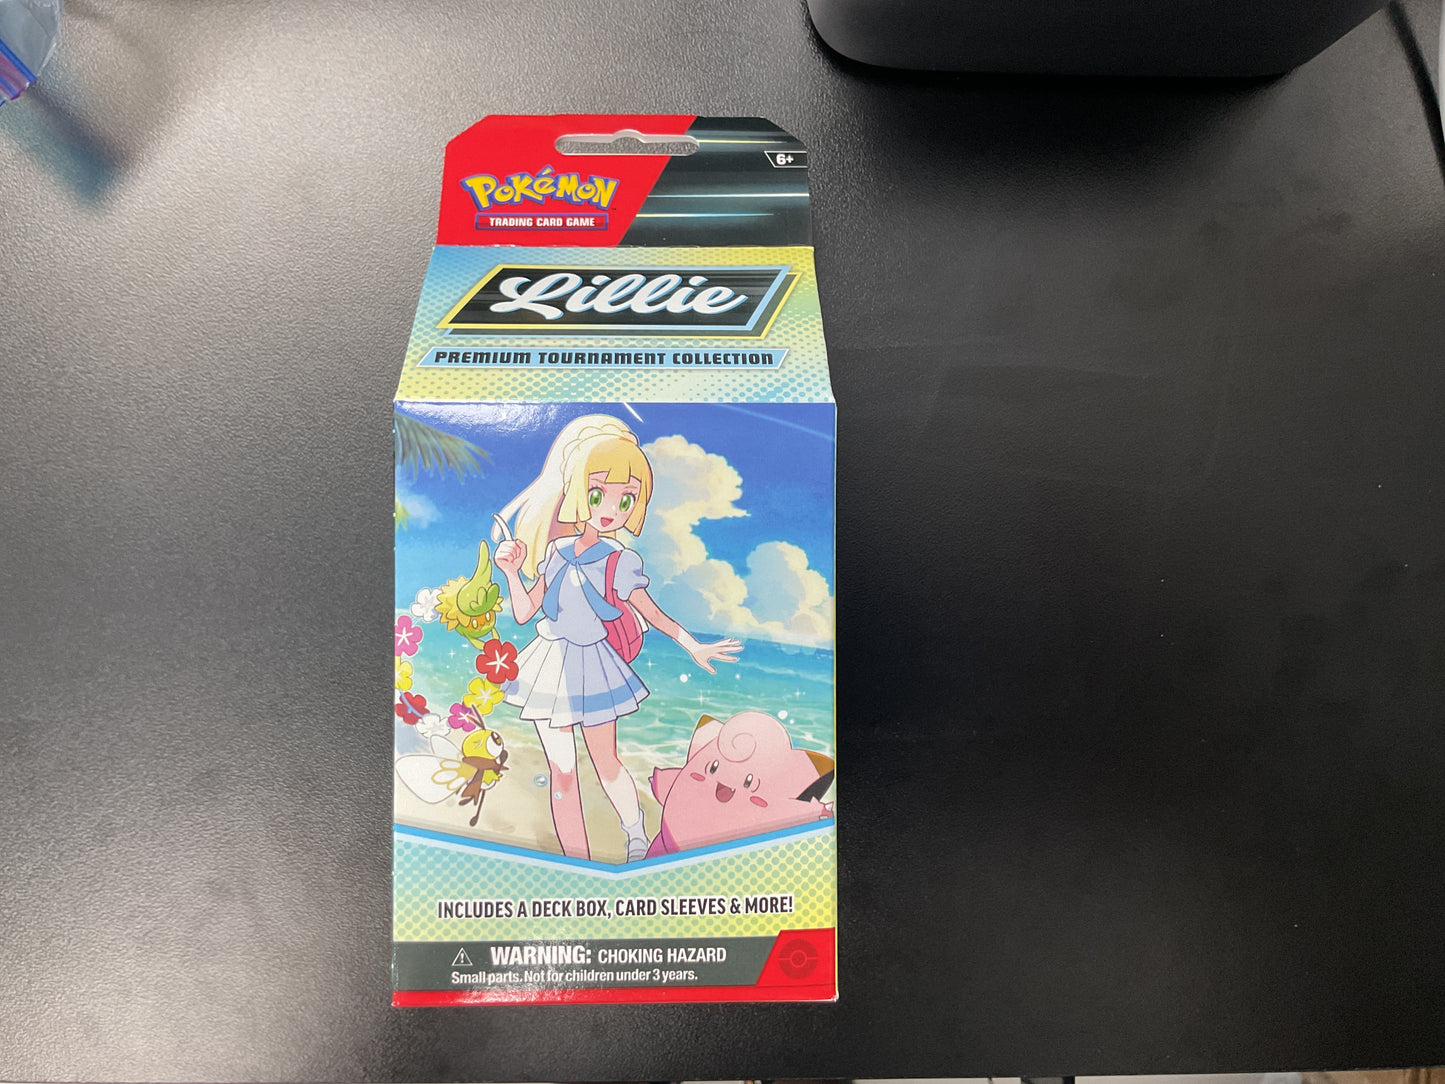 6+
POKéMON
TRADING CARD GAME
Lillie
PREMIUM TOURNAMENT COLLECTION
INCLUDES A DECK BOX, CARD SLEEVES & MORE!
WARNING: CHOKING HAZARD
Small parts. Not for children under 3 years.